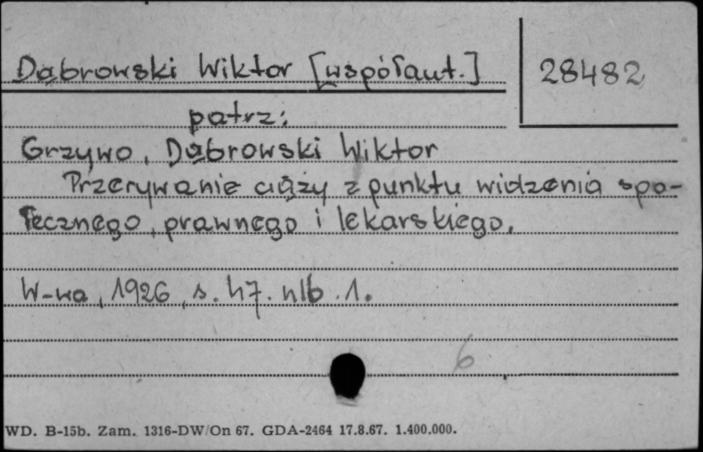 Dąbrowski Wiktor [współaut.]
28482
patrz:
Grzywo, Dąbrowski Wiktor
Przerywanie ciąży z punktu widzenia spo-
łecznego, prawnego i lekarskiego.
W-wa, 1926, s. 47. nlb. 1.
6
WD. B-15b. Zam. 1316-DW/On 67. GDA-2464 17.8.67. 1.400.000.